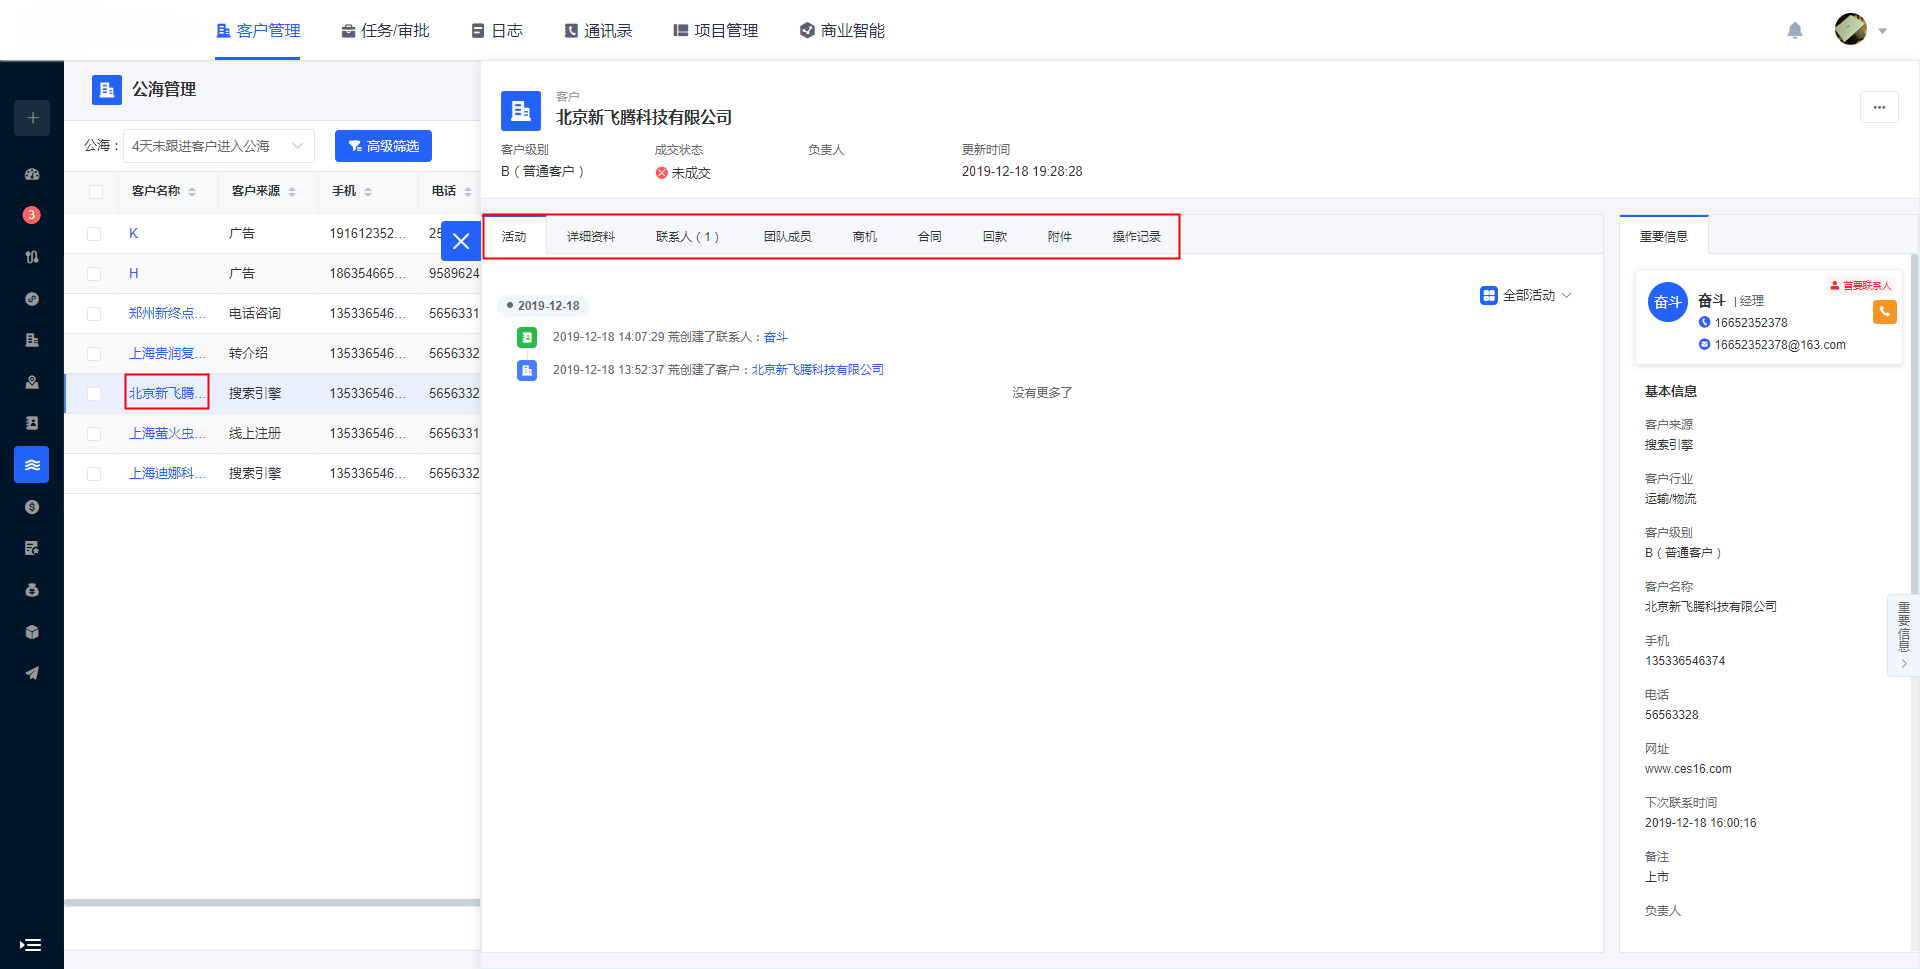 客户管理 任务/审批 日志 通讯录 项目管理 商业智能
3
公海管理
公海： 4天未跟进客户进入公海 高级筛选
客户名称 客户来源 手机 电话
K 广告 191612352... 25
H 广告 186354665... 9589624
郑州新终点... 电话咨询 135336546... 5656331
上海贵润复... 转介绍 135336546... 5656332
北京新飞腾... 搜索引擎 135336546... 5656332
上海萤火虫... 线上注册 135336546... 5656331
上海迪娜科... 搜索引擎 135336546... 5656332
客户
北京新飞腾科技有限公司
客户级别 成交状态 负责人 更新时间
B（普通客户） 未成交 2019-12-18 19:28:28
活动 详细资料 联系人（1） 团队成员 商机 合同 回款 附件 操作记录
全部活动
2019-12-18
2019-12-18 14:07:29 荒创建了联系人：奋斗
2019-12-18 13:52:37 荒创建了客户：北京新飞腾科技有限公司
没有更多了
重要信息
首要联系人
奋斗 奋斗 | 经理
16652352378
16652352378@163.com
基本信息
客户来源
搜索引擎
客户行业
运输/物流
客户级别
B（普通客户）
客户名称
北京新飞腾科技有限公司
手机
135336546374
电话
56563328
网址
www.ces16.com
下次联系时间
2019-12-18 16:00:16
备注
上市
负责人
重要信息